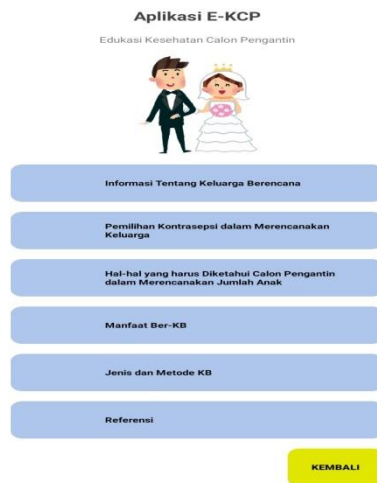 Aplikasi E-KCP
Edukasi Kesehatan Calon Pengantin
Informasi Tentang Keluarga Berencana
Pemilihan Kontrasepsi dalam Merencanakan
Keluarga
Hal-hal yang harus Diketahui Calon Pengantin
dalam Merencanakan Jumlah Anak
Manfaat Ber-KB
Jenis dan Metode KB
Referensi
KEMBALI